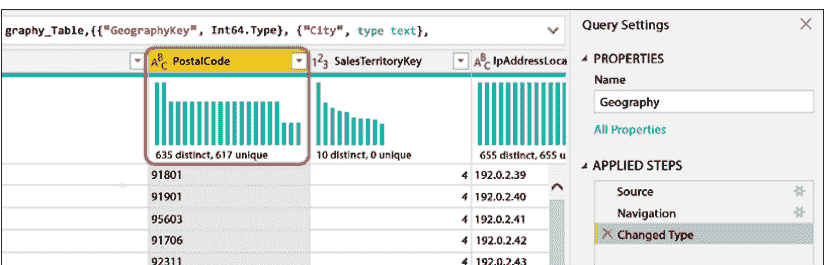 graphy_Table,{{"GeographyKey", Int64.Type}, {"City", type text},
ABC PostalCode
123 SalesTerritoryKey
ABC IpAddressLoca
635 distinct, 617 unique
10 distinct, 0 unique
655 distinct, 655 u
91801 4 192.0.2.39
91901 4 192.0.2.40
95603 4 192.0.2.41
91706 4 192.0.2.42
92311 4 192.0.2.43
Query Settings
PROPERTIES
Name
Geography
All Properties
APPLIED STEPS
Source
Navigation
Changed Type